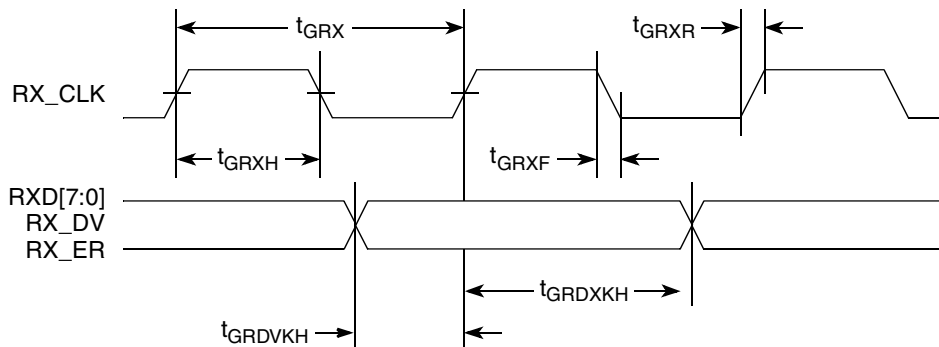 tGRX
tGRXR
RX_CLK
tGRXH
tGRXF
RXD[7:0]
RX_DV
RX_ER
tGRDXKH
tGRDVKH